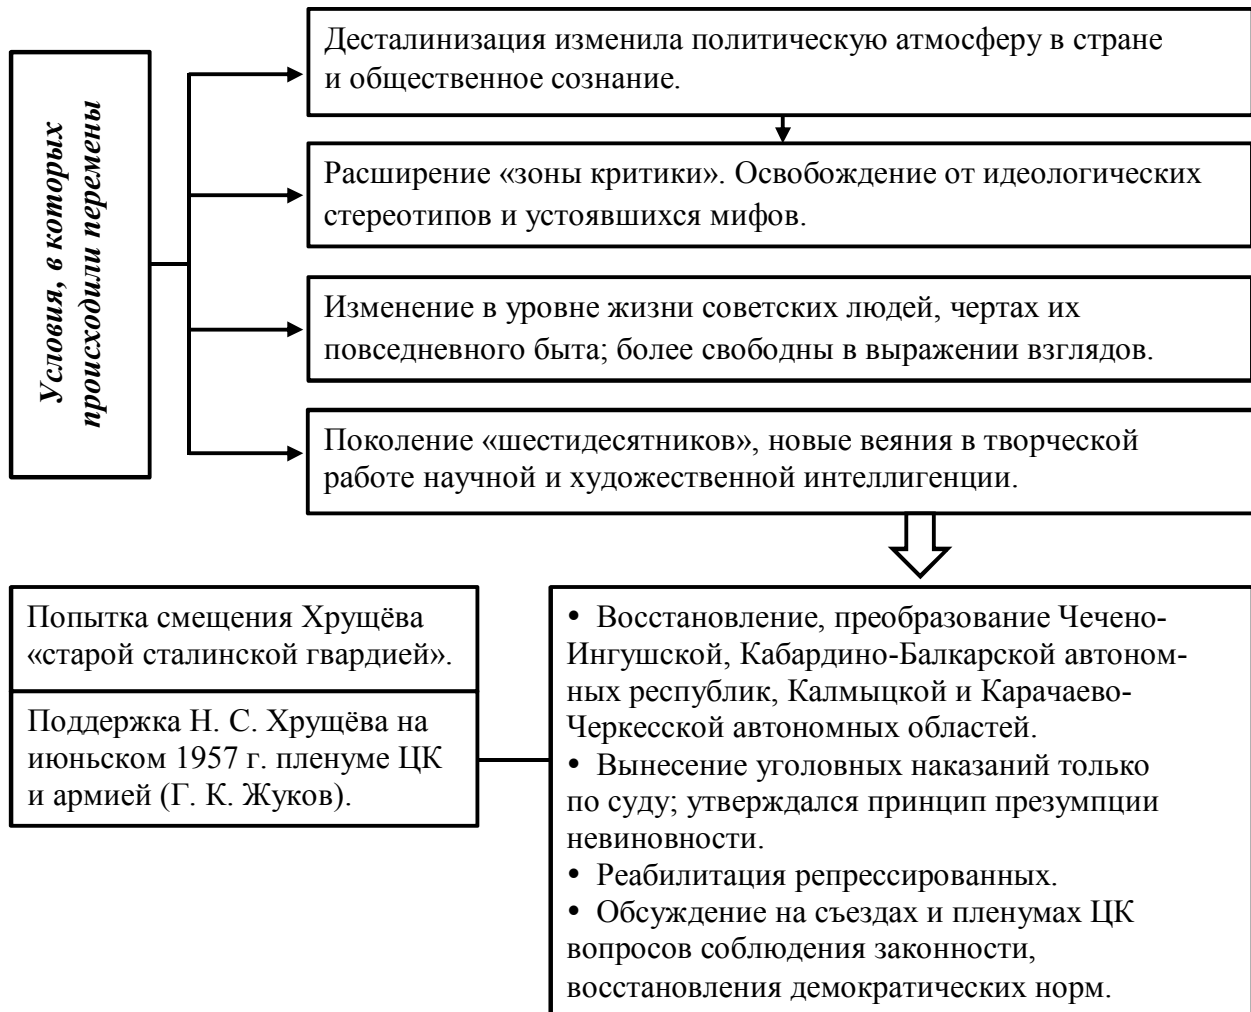 Условия, в которых
происходили перемены
Десталинизация изменила политическую атмосферу в стране
и общественное сознание.
Расширение «зоны критики». Освобождение от идеологических
стереотипов и устоявшихся мифов.
Изменение в уровне жизни советских людей, чертах их
повседневного быта; более свободны в выражении взглядов.
Поколение «шестидесятников», новые веяния в творческой
работе научной и художественной интеллигенции.
Попытка смещения Хрущёва
«старой сталинской гвардией».
Поддержка Н. С. Хрущёва на
июньском 1957 г. пленуме ЦК
и армией (Г. К. Жуков).
• Восстановление, преобразование Чечено-
Ингушской, Кабардино-Балкарской автоном-
ных республик, Калмыцкой и Карачаево-
Черкесской автономных областей.
• Вынесение уголовных наказаний только
по суду; утверждался принцип презумпции
невиновности.
• Реабилитация репрессированных.
• Обсуждение на съездах и пленумах ЦК
вопросов соблюдения законности,
восстановления демократических норм.